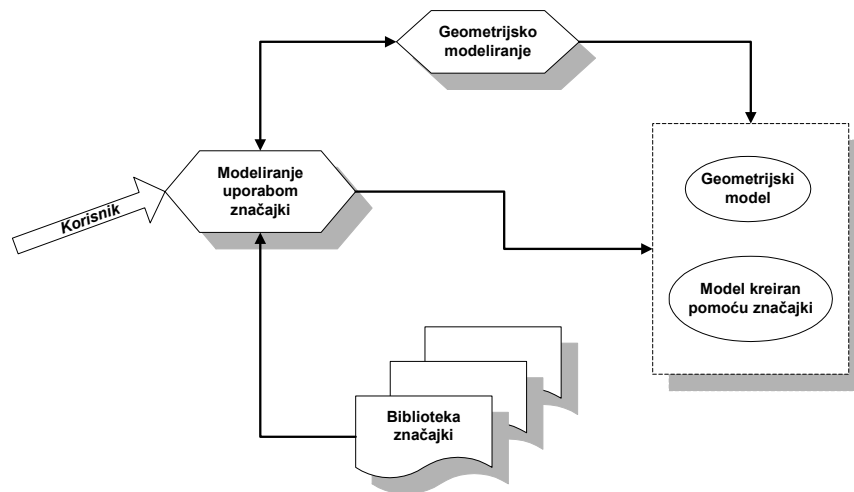 Geometrijsko
modeliranje
Modeliranje
uporabom
značajki
Korisnik
Geometrijski
model
Model kreiran
pomoću značajki
Biblioteka
značajki